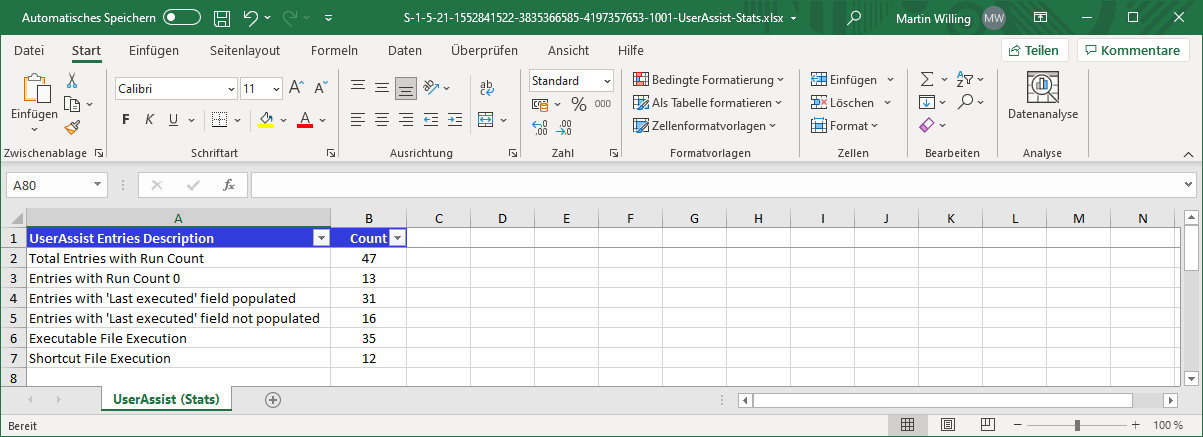 Automatisches Speichern S-1-5-21-1552841522-3835366585-4197357653-1001-UserAssist-Stats.xlsx Martin Willing MW
Datei Start Einfügen Seitenlayout Formeln Daten Überprüfen Ansicht Hilfe Teilen Kommentare
Calibri 11 Standard Bedingte Formatierung Einfügen
Einfügen F K U % 000 Als Tabelle formatieren Löschen Datenanalyse
Zellenformatvorlagen Format
Zwischenablage Schriftart Ausrichtung Zahl Formatvorlagen Zellen Bearbeiten Analyse
A80 fx
A B C D E F G H I J K L M N
1 UserAssist Entries Description Count
2 Total Entries with Run Count 47
3 Entries with Run Count 0 13
4 Entries with 'Last executed' field populated 31
5 Entries with 'Last executed' field not populated 16
6 Executable File Execution 35
7 Shortcut File Execution 12
8
UserAssist (Stats)
Bereit 100 %